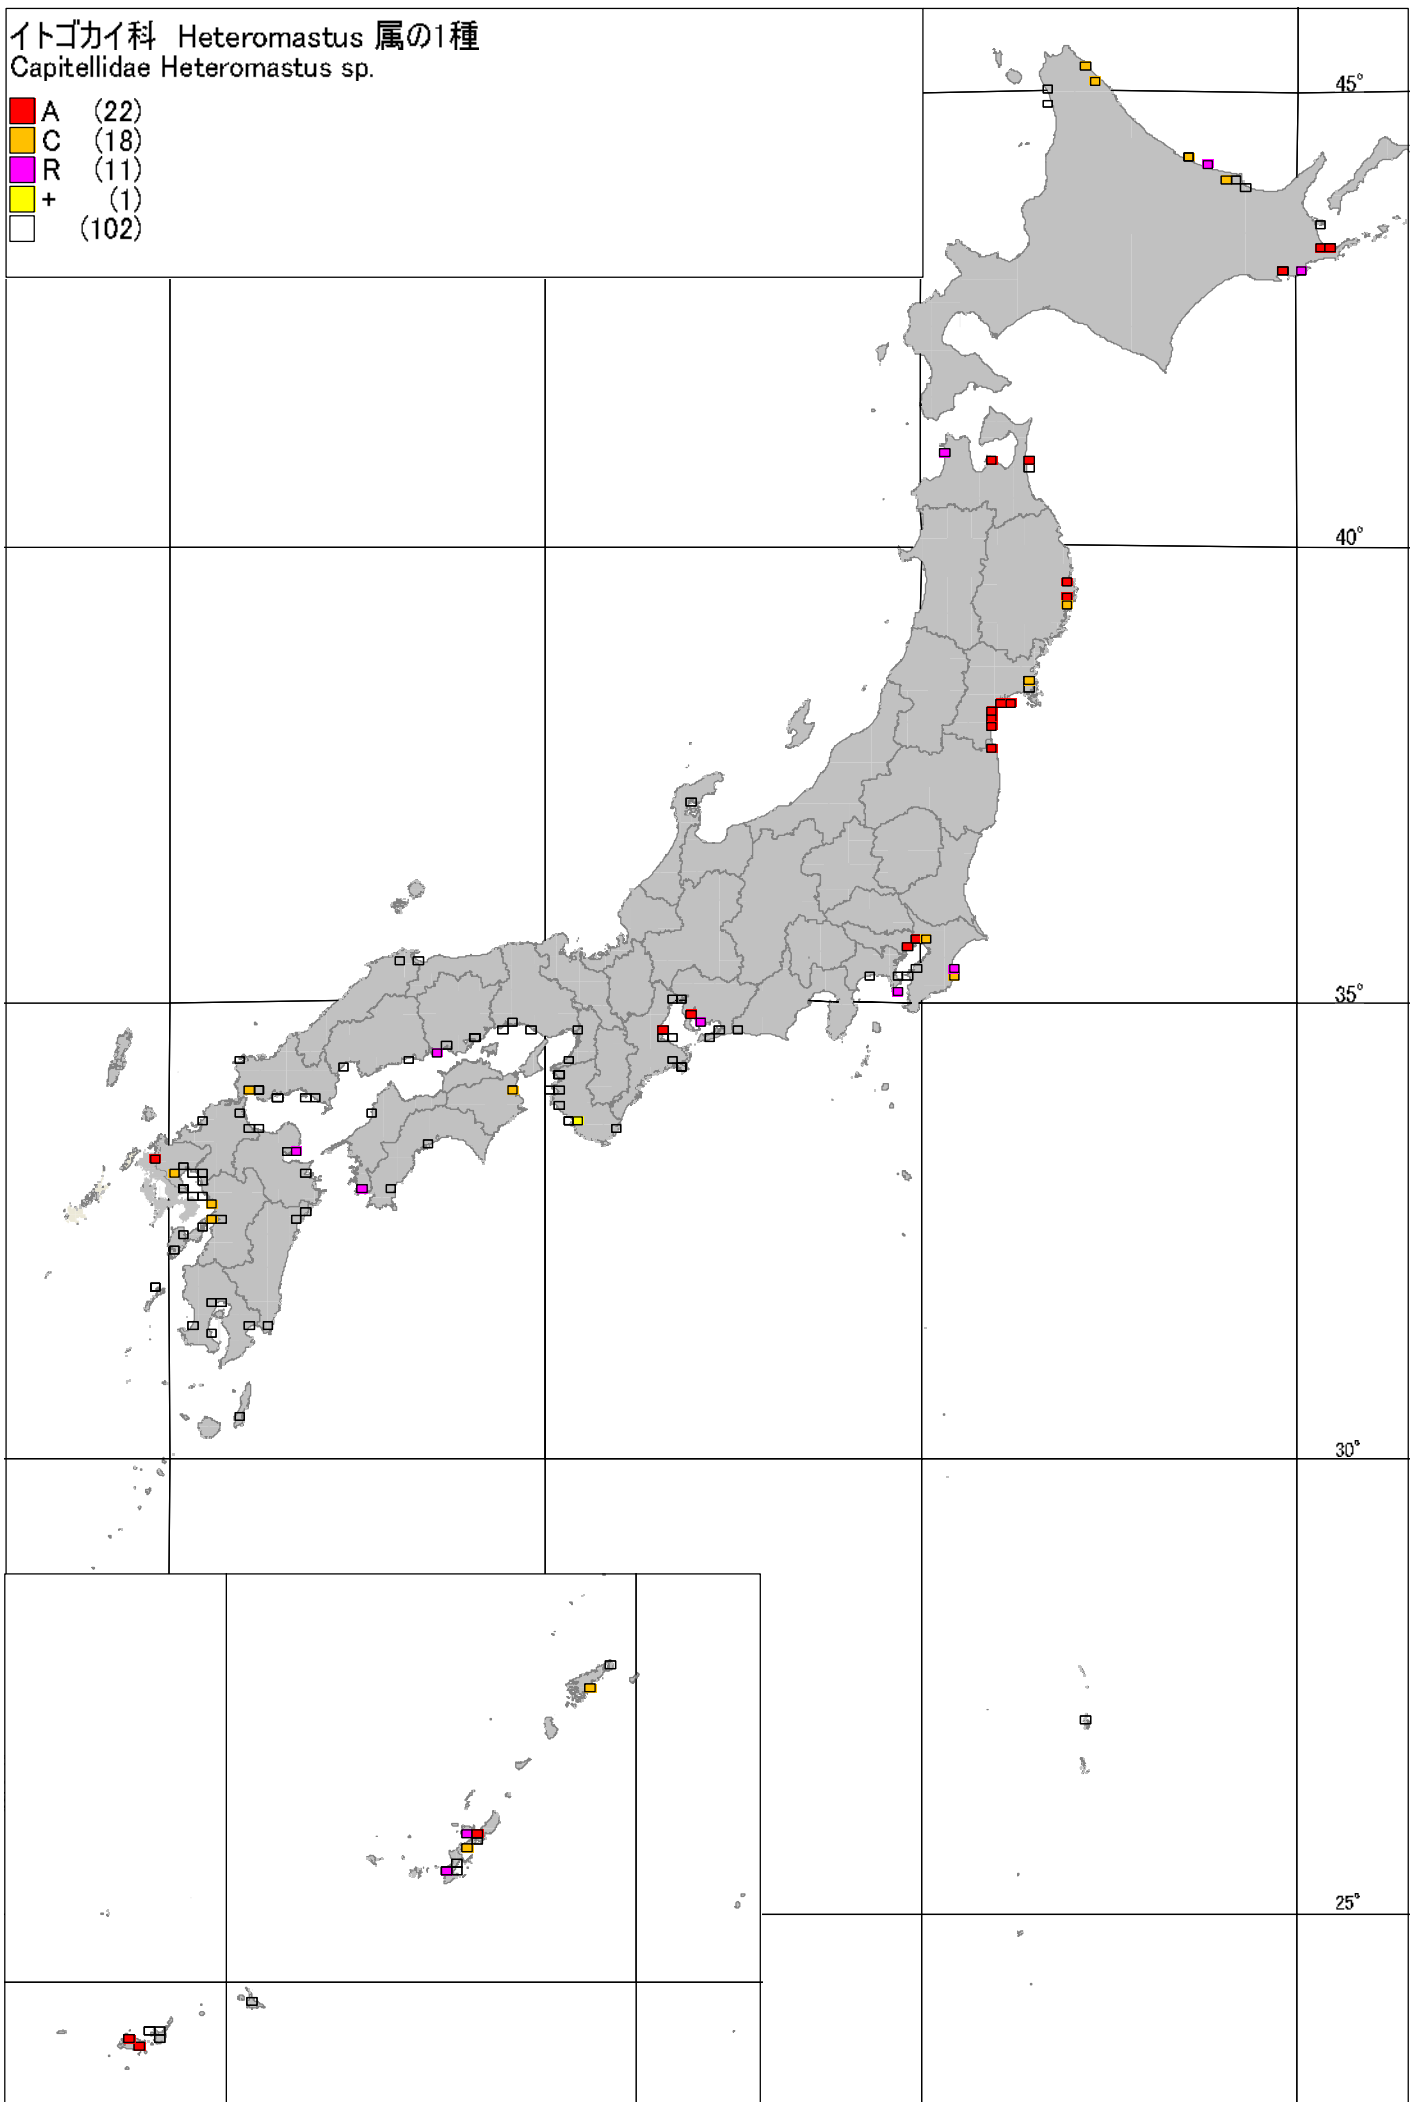 イトゴカイ科 Heteromastus 属の1種
Capitellidae Heteromastus sp.
A (22)
C (18)
R (11)
+ (1)
(102)
45°
40°
35°
30°
25°